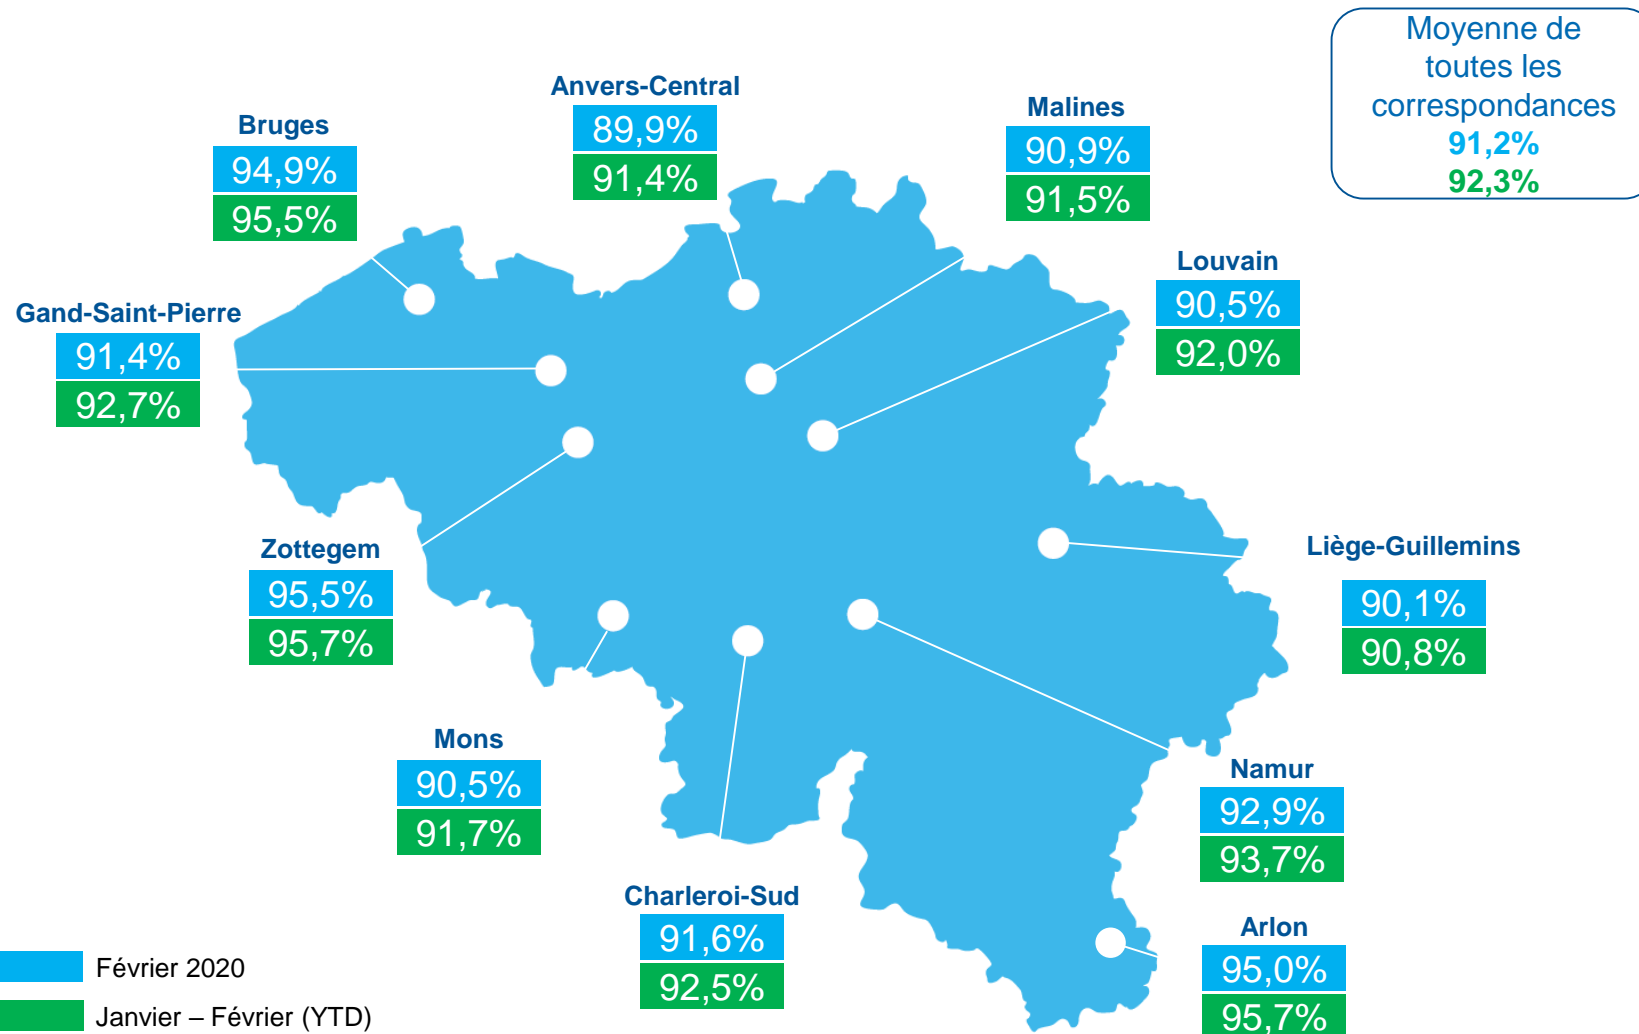 Moyenne de
toutes les
correspondances
91,2%
92,3%
Anvers-Central
89,9%
91,4%
Malines
90,9%
91,5%
Bruges
94,9%
95,5%
Louvain
90,5%
92,0%
Gand-Saint-Pierre
91,4%
92,7%
Zottegem
95,5%
95,7%
Liège-Guillemins
90,1%
90,8%
Mons
90,5%
91,7%
Namur
92,9%
93,7%
Charleroi-Sud
91,6%
92,5%
Arlon
95,0%
95,7%
Février 2020
Janvier – Février (YTD)